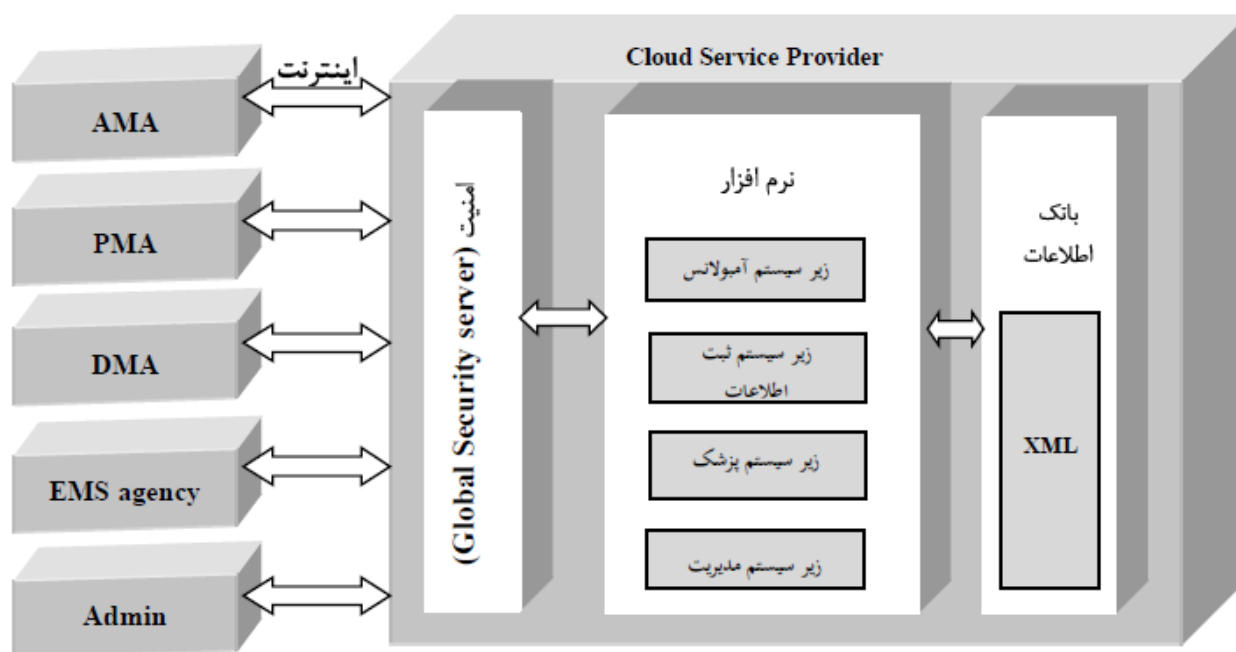 Cloud Service Provider
اینترنت
AMA
PMA
DMA
EMS agency
Admin
امنیت (Global Security server)
نرم افزار
زیر سیستم آمبولانس
زیر سیستم ثبت
اطلاعات
زیر سیستم پزشک
زیر سیستم مدیریت
بانک
اطلاعات
XML